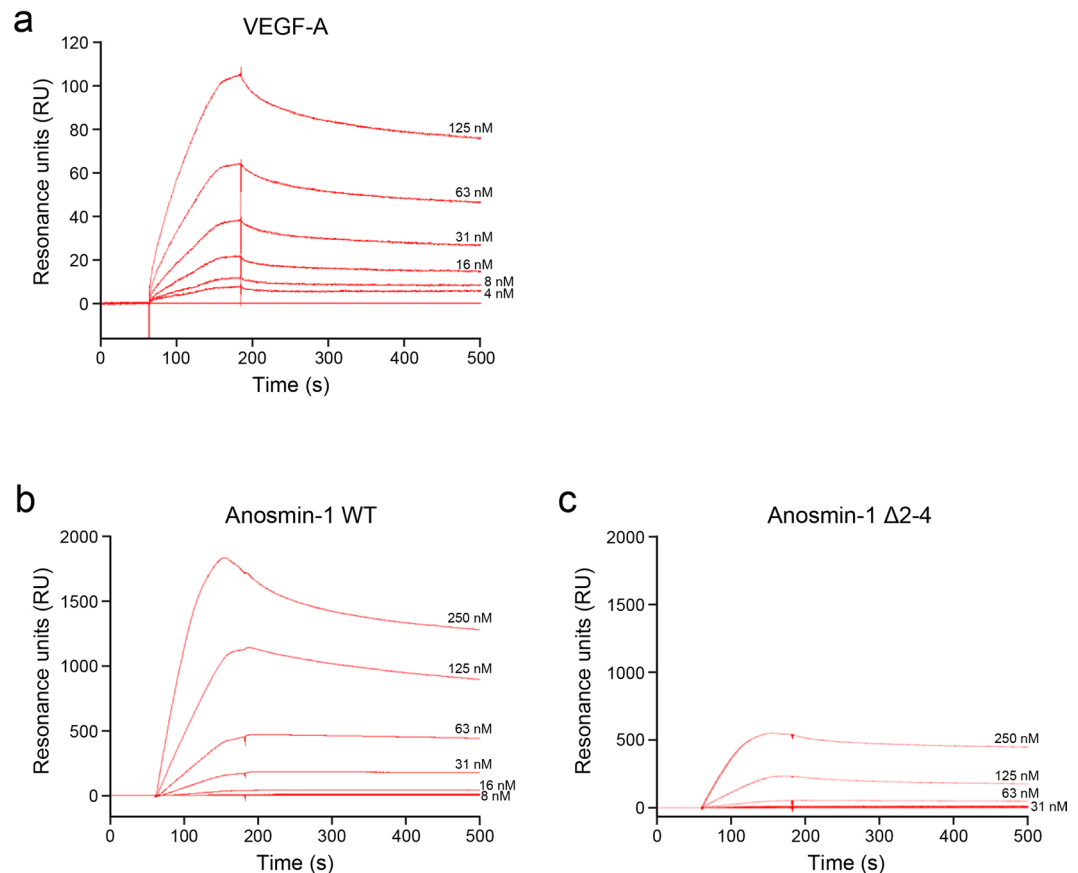 a
VEGF-A
Resonance units (RU)
120
100
80
60
40
20
0
125 nM
63 nM
31 nM
16 nM
8 nM
4 nM
0 100 200 300 400 500
Time (s)
b
Anosmin-1 WT
Resonance units (RU)
2000
1500
1000
500
0
250 nM
125 nM
63 nM
31 nM
16 nM
8 nM
0 100 200 300 400 500
Time (s)
c
Anosmin-1 Δ2-4
Resonance units (RU)
2000
1500
1000
500
0
250 nM
125 nM
63 nM
31 nM
0 100 200 300 400 500
Time (s)